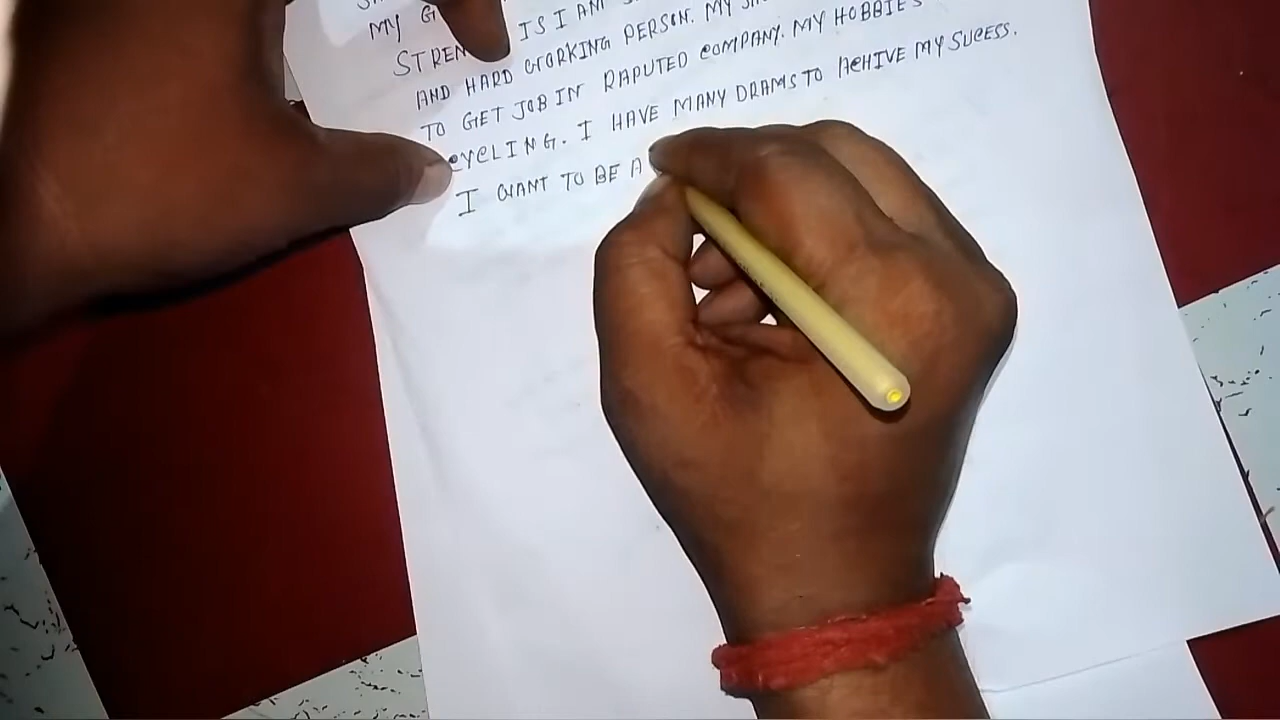 MY G IS I AM
STREN
AND HARD WORKING PERSON. MY
TO GET JOB IN RAPUTED COMPANY. MY HOBBIES
CYCLING. I HAVE MANY DRAMS TO ACHIVE MY SUCESS.
I WANT TO BE A